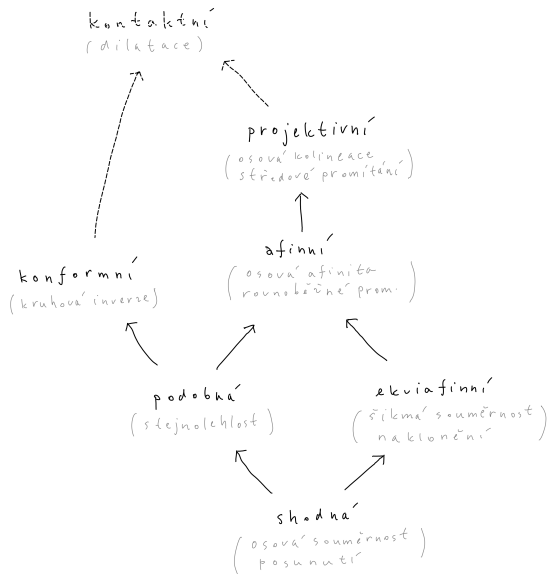 kontaktní
(dilatace)
projektivní
(osová kolineace
středové promítání)
afinní
(osová afinita
rovnoběžné prom.)
konformní
(kruhová inverze)
podobná
(stejnolehlost)
ekviafinní
(šikmá souměrnost
naklonění)
shodná
(osová souměrnost
posunutí)